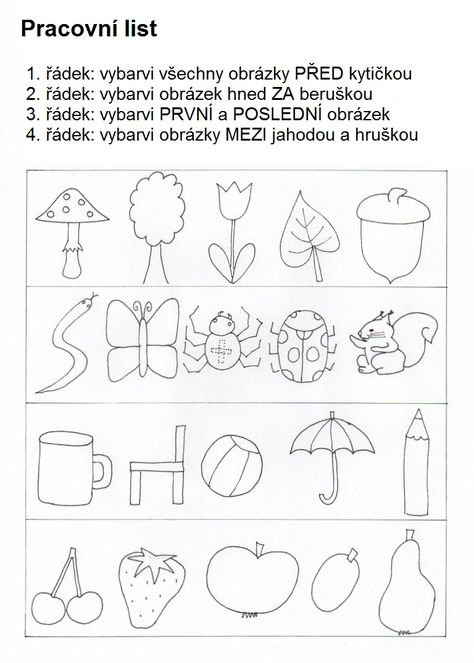 Pracovní list
1. řádek: vybarvi všechny obrázky PŘED kytičkou
2. řádek: vybarvi obrázek hned ZA beruškou
3. řádek: vybarvi PRVNÍ a POSLEDNÍ obrázek
4. řádek: vybarvi obrázky MEZI jahodou a hruškou